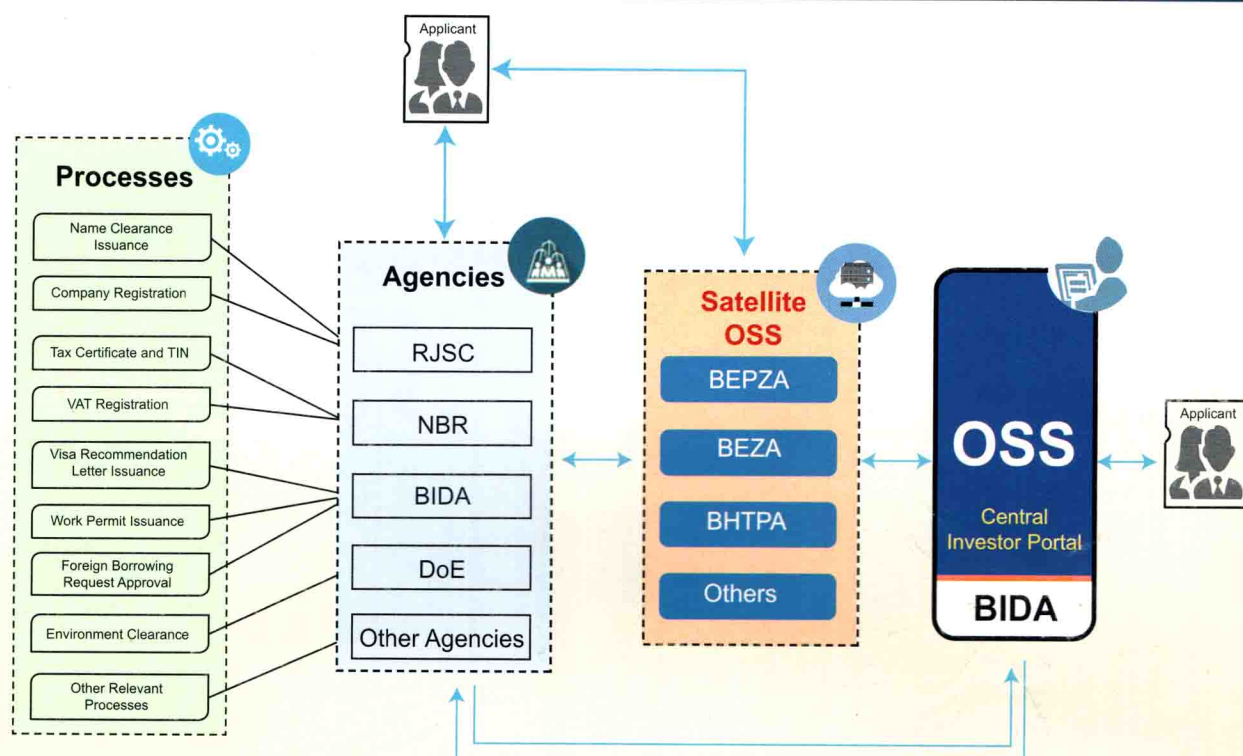 Applicant
Processes
Name Clearance
Issuance
Company Registration
Tax Certificate and TIN
VAT Registration
Visa Recommendation
Letter Issuance
Work Permit Issuance
Foreign Borrowing
Request Approval
Environment Clearance
Other Relevant
Processes
Agencies
RJSC
NBR
BIDA
DoE
Other Agencies
Satellite
OSS
BEPZA
BEZA
BHTPA
Others
OSS
Central
Investor Portal
BIDA
Applicant